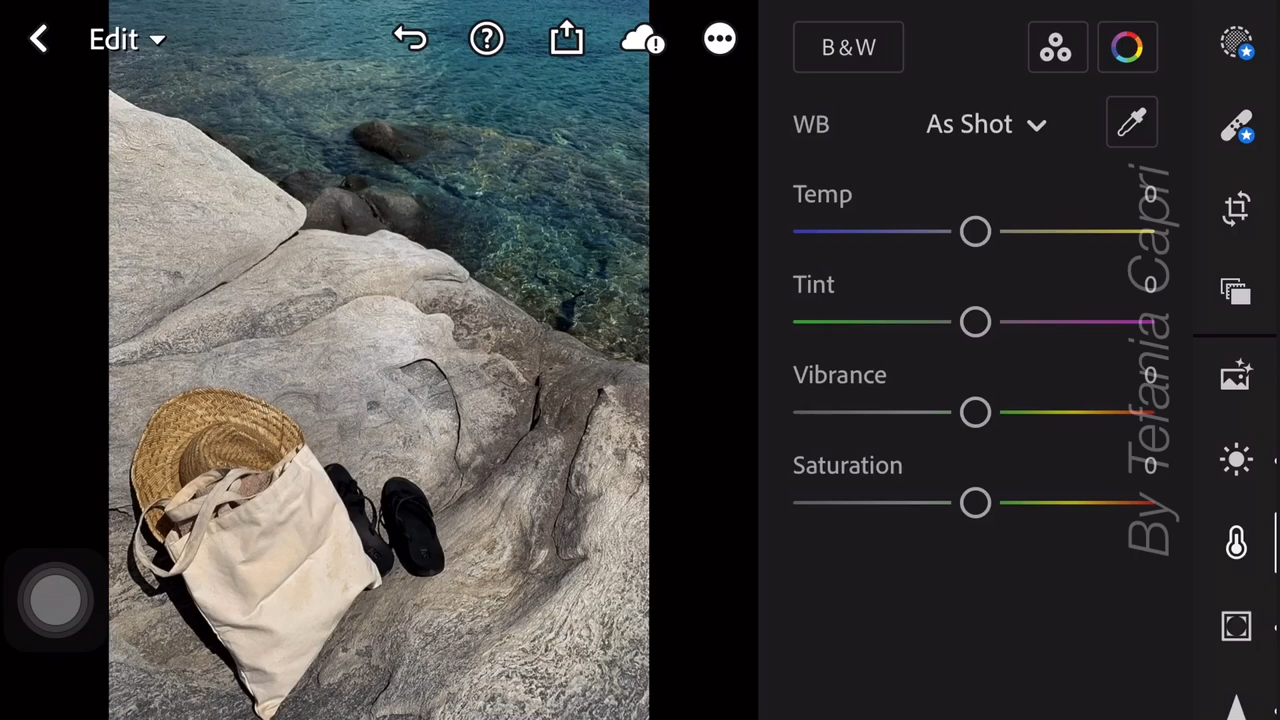 Edit
B&W
WB
As Shot
Temp
0
Tint
0
Vibrance
0
Saturation
0
By Tefania Capri